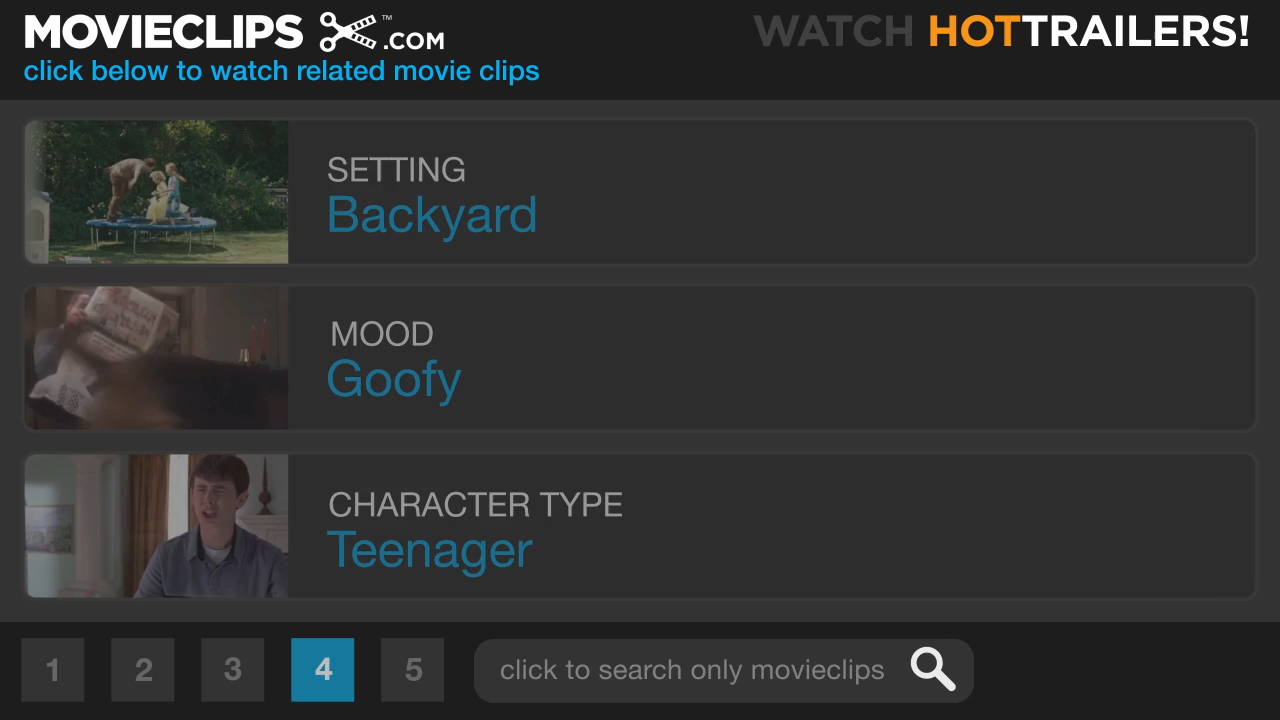 MOVIECLIPS ™ .COM
WATCH HOTTRAILERS!
click below to watch related movie clips
SETTING
Backyard
MOOD
Goofy
CHARACTER TYPE
Teenager
1 2 3 4 5
click to search only movieclips